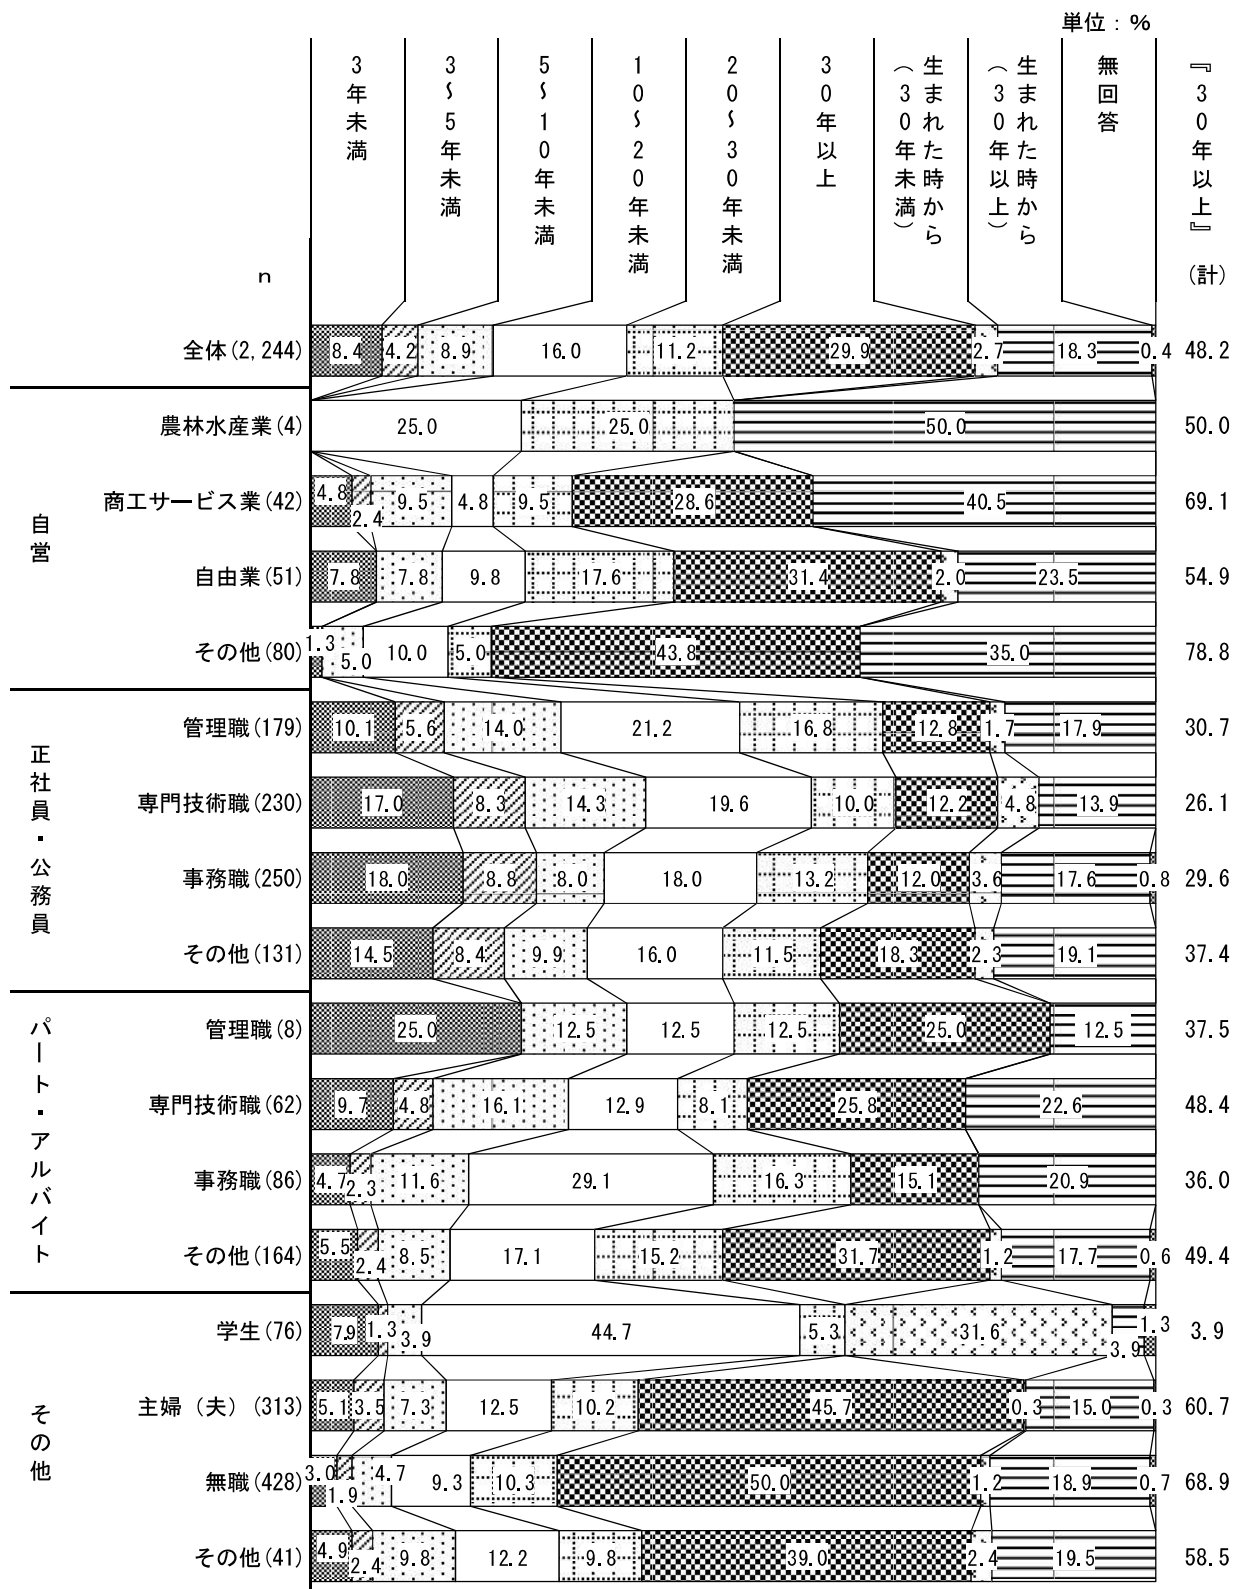 単位：％
3年未満
3～5年未満
5～10年未満
10～20年未満
20～30年未満
30年以上
生まれた時から
（30年未満）
生まれた時から
（30年以上）
無回答
『30年以上』
（計）
n
全体(2,244) 8.4 4.2 8.9 16.0 11.2 29.9 2.7 18.3 0.4 48.2
自営
農林水産業(4) 25.0 25.0 50.0 50.0
商工サービス業(42) 4.8 2.4 9.5 4.8 9.5 28.6 40.5 69.1
自由業(51) 7.8 7.8 9.8 17.6 31.4 2.0 23.5 54.9
その他(80) 1.3 5.0 10.0 5.0 43.8 35.0 78.8
正社員・公務員
管理職(179) 10.1 5.6 14.0 21.2 16.8 12.8 1.7 17.9 30.7
専門技術職(230) 17.0 8.3 14.3 19.6 10.0 12.2 4.8 13.9 26.1
事務職(250) 18.0 8.8 8.0 18.0 13.2 12.0 3.6 17.6 0.8 29.6
その他(131) 14.5 8.4 9.9 16.0 11.5 18.3 2.3 19.1 37.4
パート・アルバイト
管理職(8) 25.0 12.5 12.5 12.5 25.0 12.5 37.5
専門技術職(62) 9.7 4.8 16.1 12.9 8.1 25.8 22.6 48.4
事務職(86) 4.7 2.3 11.6 29.1 16.3 15.1 20.9 36.0
その他(164) 5.5 2.4 8.5 17.1 15.2 31.7 1.2 17.7 0.6 49.4
その他
学生(76) 7.9 1.3 3.9 44.7 5.3 31.6 3.9 1.3 3.9
主婦（夫）(313) 5.1 3.5 7.3 12.5 10.2 45.7 0.3 15.0 0.3 60.7
無職(428) 3.0 1.9 4.7 9.3 10.3 50.0 1.2 18.9 0.7 68.9
その他(41) 4.9 2.4 9.8 12.2 9.8 39.0 2.4 19.5 58.5